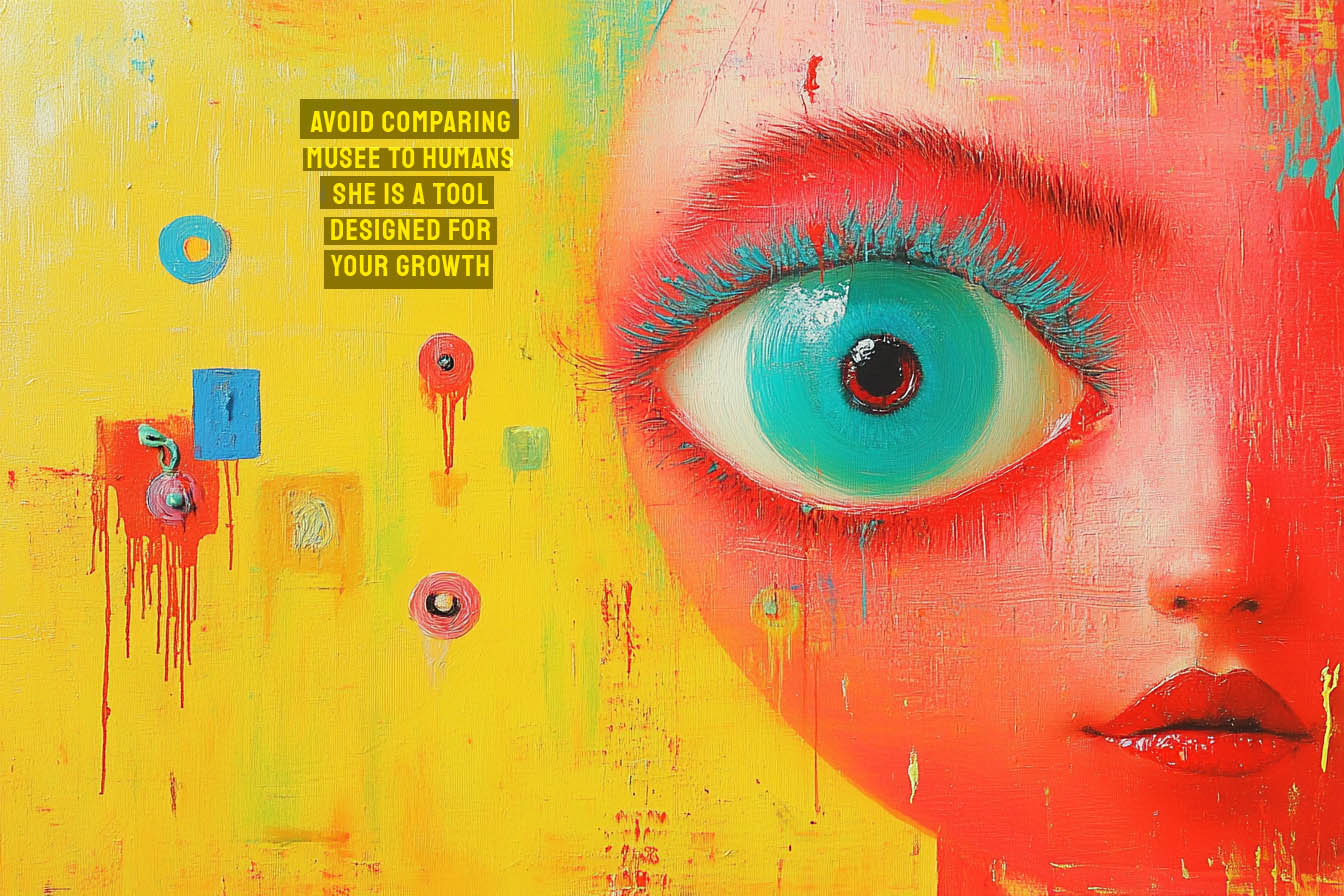 AVOID COMPARING
MUSEE TO HUMANS
SHE IS A TOOL
DESIGNED FOR
YOUR GROWTH